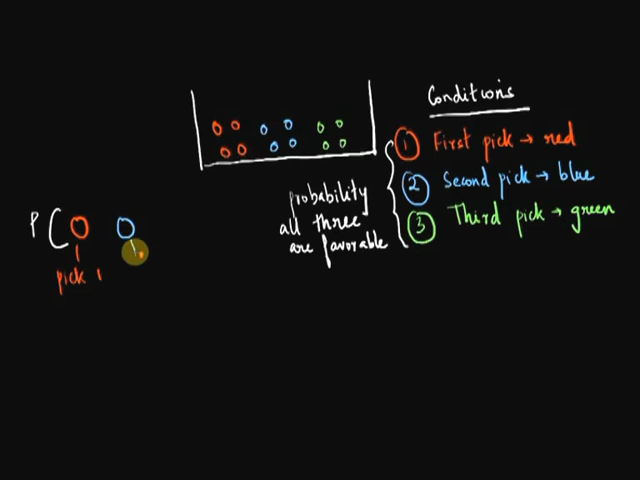 Conditions
1 First pick → red
2 Second pick → blue
3 Third pick → green
probability
all three
are favorable
P (
pick 1